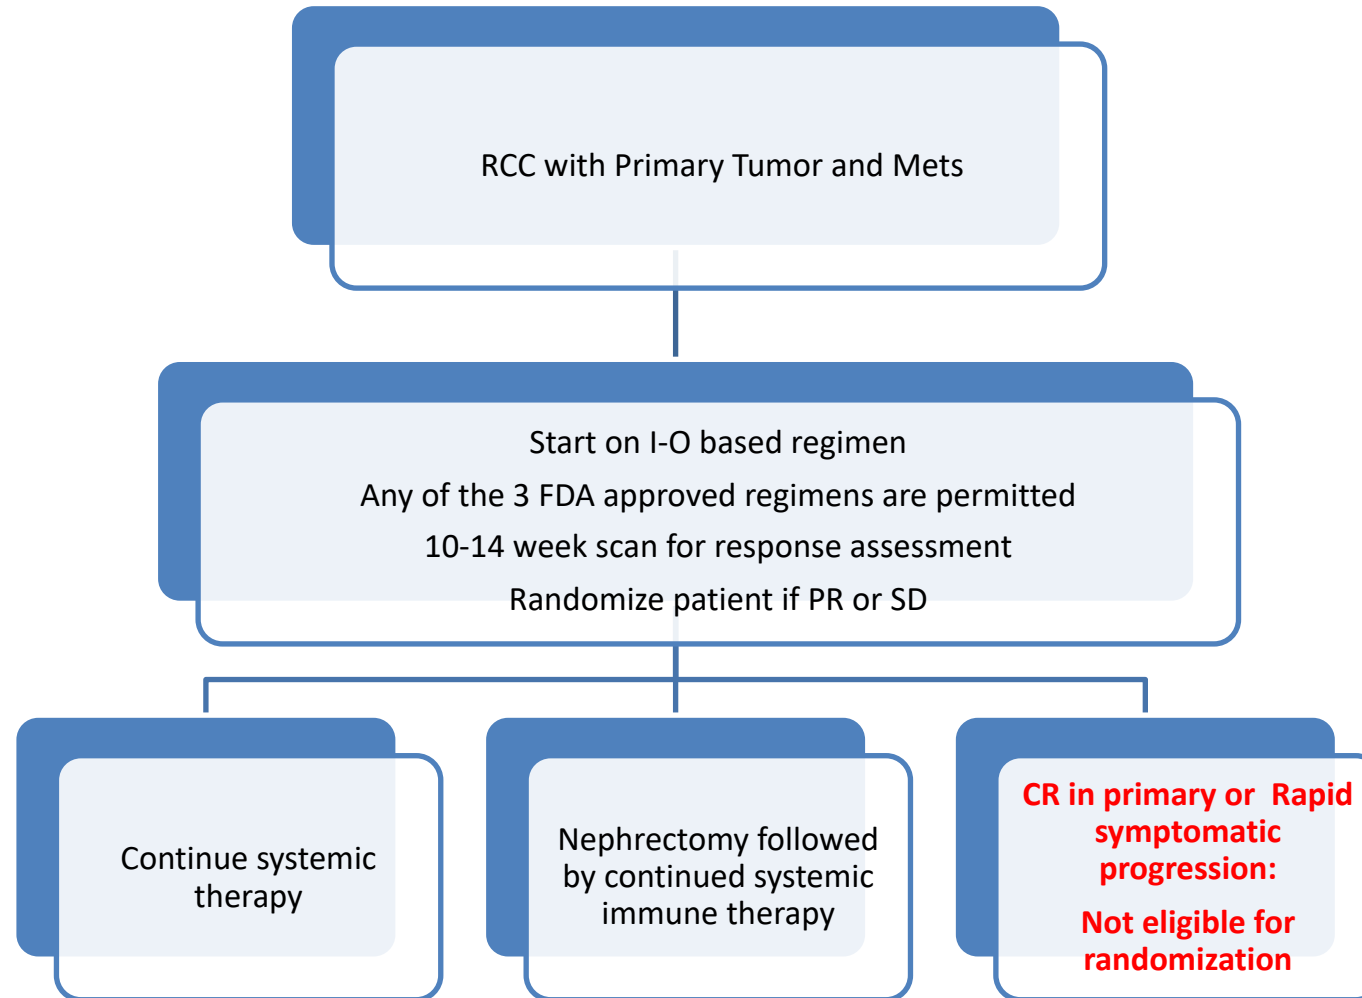 RCC with Primary Tumor and Mets
Start on I-O based regimen
Any of the 3 FDA approved regimens are permitted
10-14 week scan for response assessment
Randomize patient if PR or SD
Continue systemic
therapy
Nephrectomy followed
by continued systemic
immune therapy
CR in primary or Rapid
symptomatic
progression:
Not eligible for
randomization